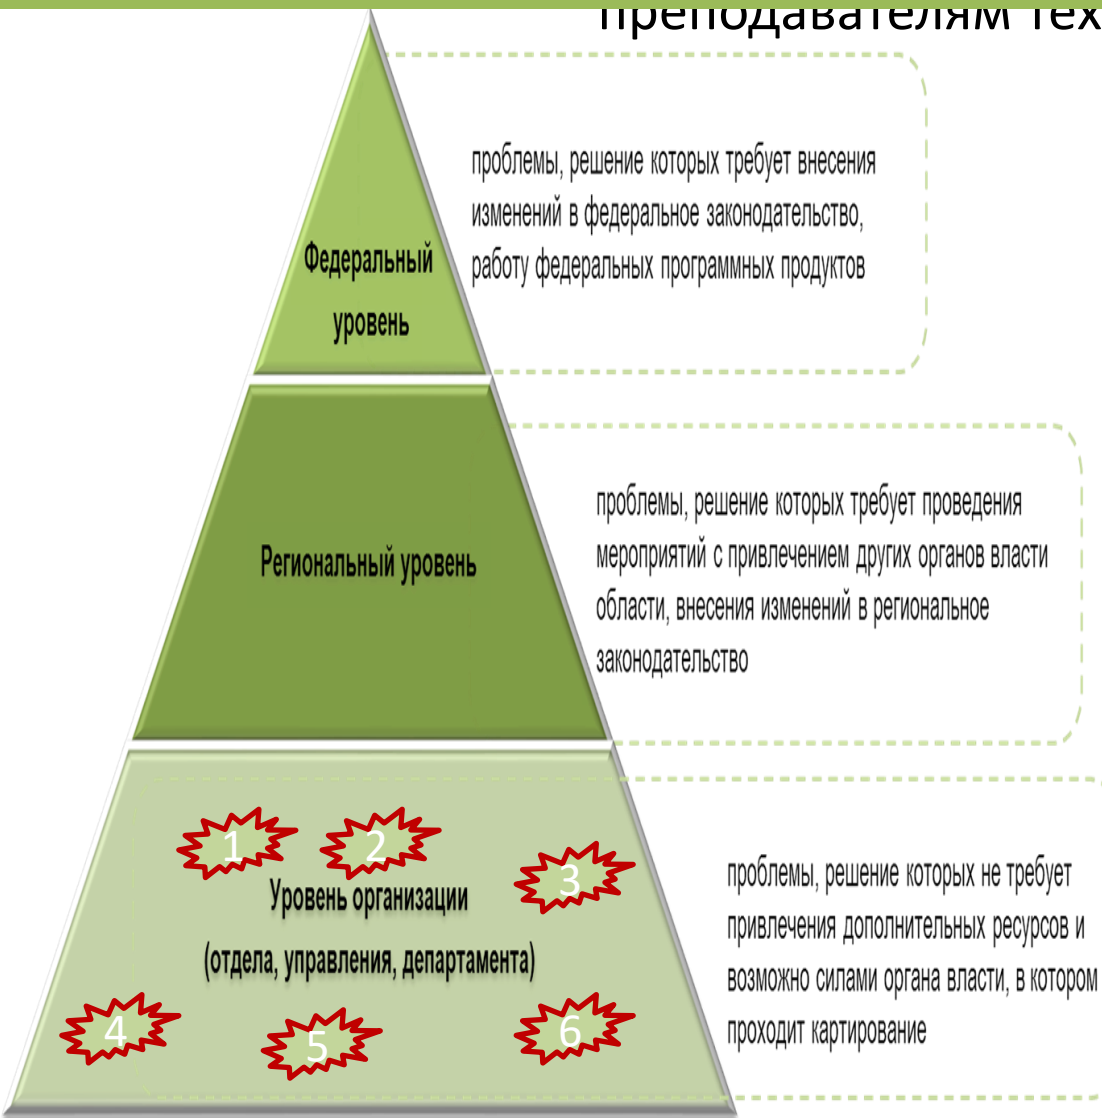 преподавателям тех
проблемы, решение которых требует внесения
изменений в федеральное законодательство,
работу федеральных программных продуктов
Федеральный
уровень
проблемы, решение которых требует проведения
мероприятий с привлечением других органов власти
области, внесения изменений в региональное
законодательство
Региональный уровень
1
2
3
Уровень организации
(отдела, управления, департамента)
4
5
6
проблемы, решение которых не требует
привлечения дополнительных ресурсов и
возможно силами органа власти, в котором
проходит картирование